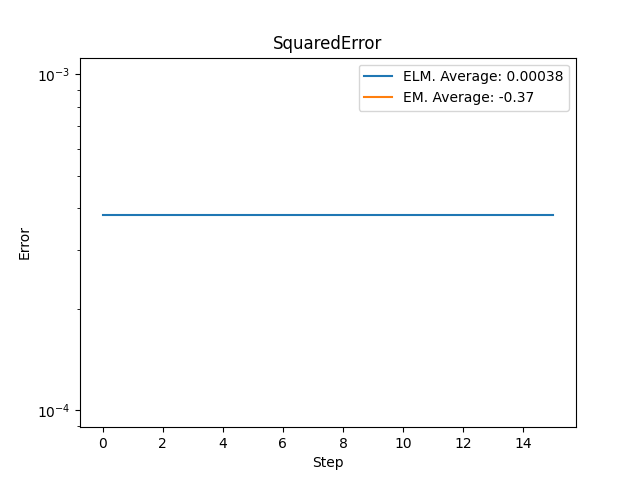 SquaredError
ELM. Average: 0.00038
EM. Average: -0.37
10⁻³
10⁻⁴
Error
0 2 4 6 8 10 12 14
Step